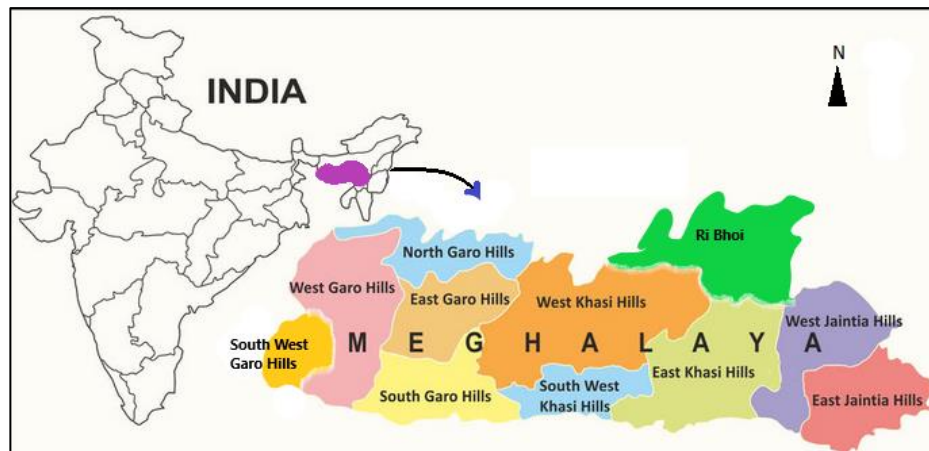 INDIA
N
North Garo Hills
Ri Bhoi
West Garo Hills
East Garo Hills
West Khasi Hills
West Jaintia Hills
South West
Garo Hills
MEGHALAYA
East Khasi Hills
South Garo Hills
South West
Khasi Hills
East Jaintia Hills